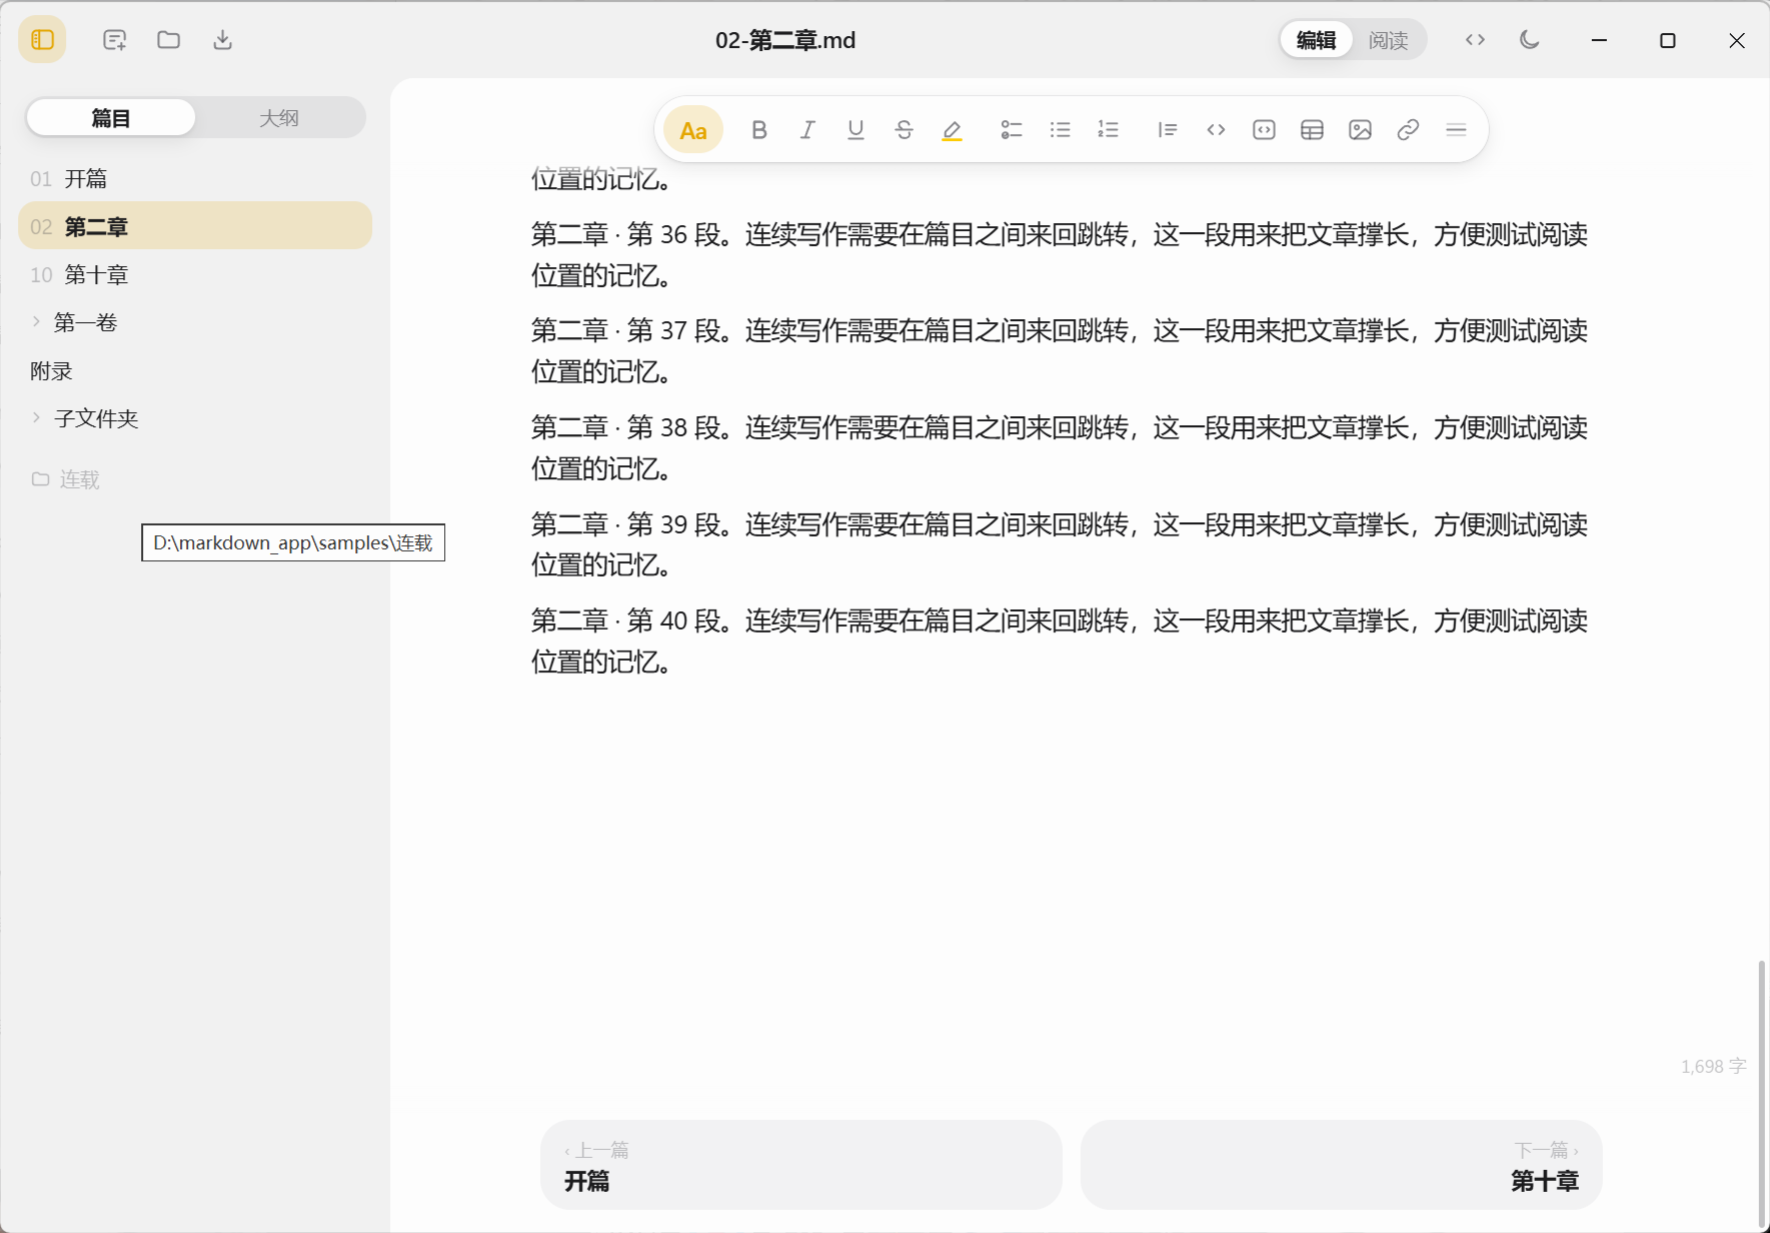 02-第二章.md
编辑 阅读
篇目 大纲
01 开篇
02 第二章
10 第十章
第一卷
附录
子文件夹
连载
D:\markdown_app\samples\连载
Aa B I U S
位置的记忆。
第二章 · 第 36 段。连续写作需要在篇目之间来回跳转，这一段用来把文章撑长，方便测试阅读
位置的记忆。
第二章 · 第 37 段。连续写作需要在篇目之间来回跳转，这一段用来把文章撑长，方便测试阅读
位置的记忆。
第二章 · 第 38 段。连续写作需要在篇目之间来回跳转，这一段用来把文章撑长，方便测试阅读
位置的记忆。
第二章 · 第 39 段。连续写作需要在篇目之间来回跳转，这一段用来把文章撑长，方便测试阅读
位置的记忆。
第二章 · 第 40 段。连续写作需要在篇目之间来回跳转，这一段用来把文章撑长，方便测试阅读
位置的记忆。
1,698 字
‹ 上一篇
开篇
下一篇 ›
第十章